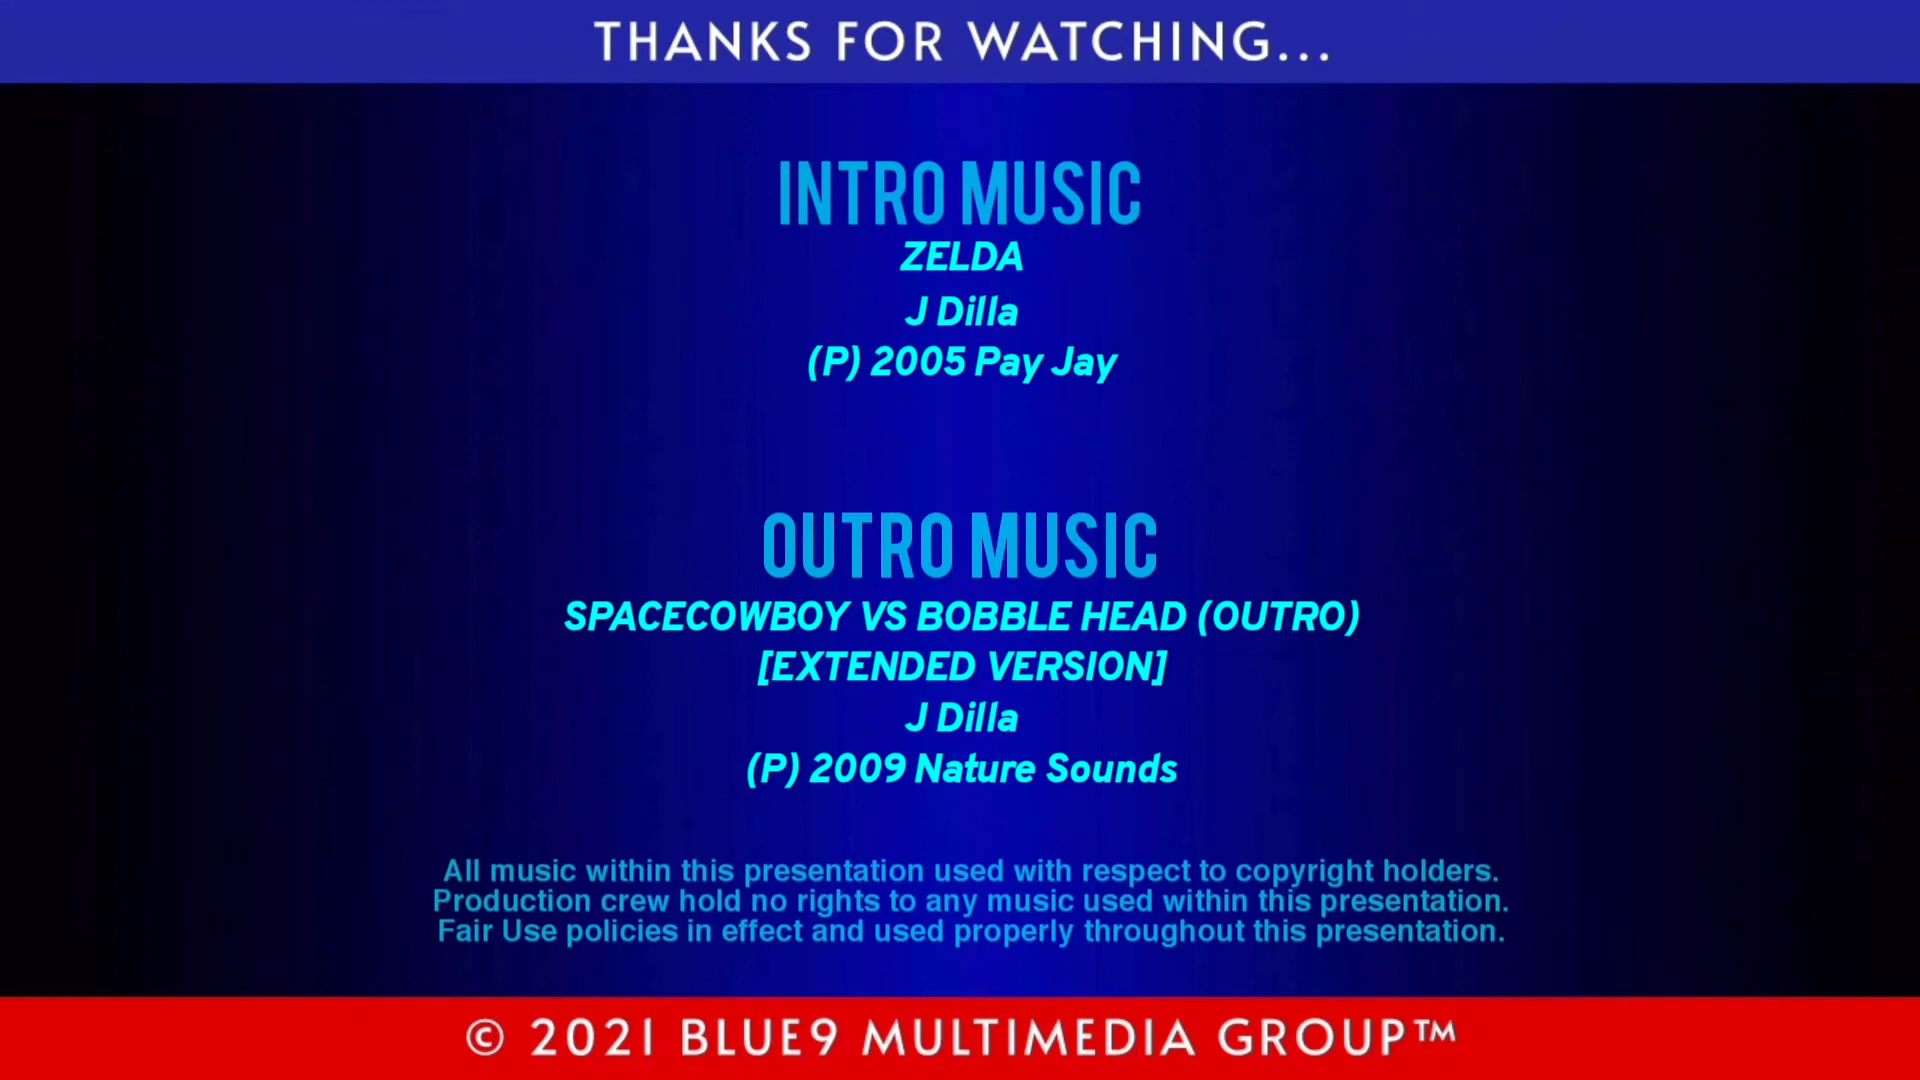 THANKS FOR WATCHING...
INTRO MUSIC
ZELDA
J Dilla
(P) 2005 Pay Jay
OUTRO MUSIC
SPACECOWBOY VS BOBBLE HEAD (OUTRO)
[EXTENDED VERSION]
J Dilla
(P) 2009 Nature Sounds
All music within this presentation used with respect to copyright holders.
Production crew hold no rights to any music used within this presentation.
Fair Use policies in effect and used properly throughout this presentation.
© 2021 BLUE9 MULTIMEDIA GROUP™